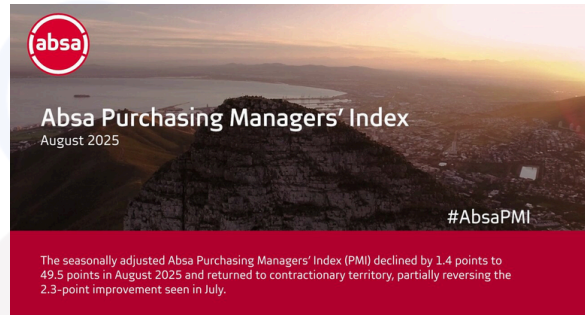 absa
Absa Purchasing Managers' Index
August 2025
#AbsaPMI
The seasonally adjusted Absa Purchasing Managers' Index (PMI) declined by 1.4 points to
49.5 points in August 2025 and returned to contractionary territory, partially reversing the
2.3-point improvement seen in July.